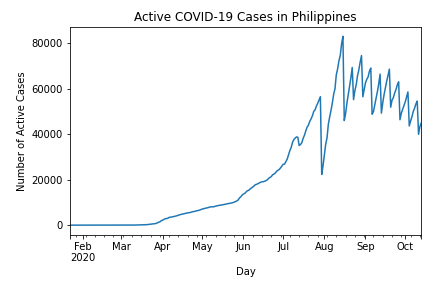 Active COVID-19 Cases in Philippines
Number of Active Cases
80000
60000
40000
20000
0
Feb Mar Apr May Jun Jul Aug Sep Oct
2020
Day